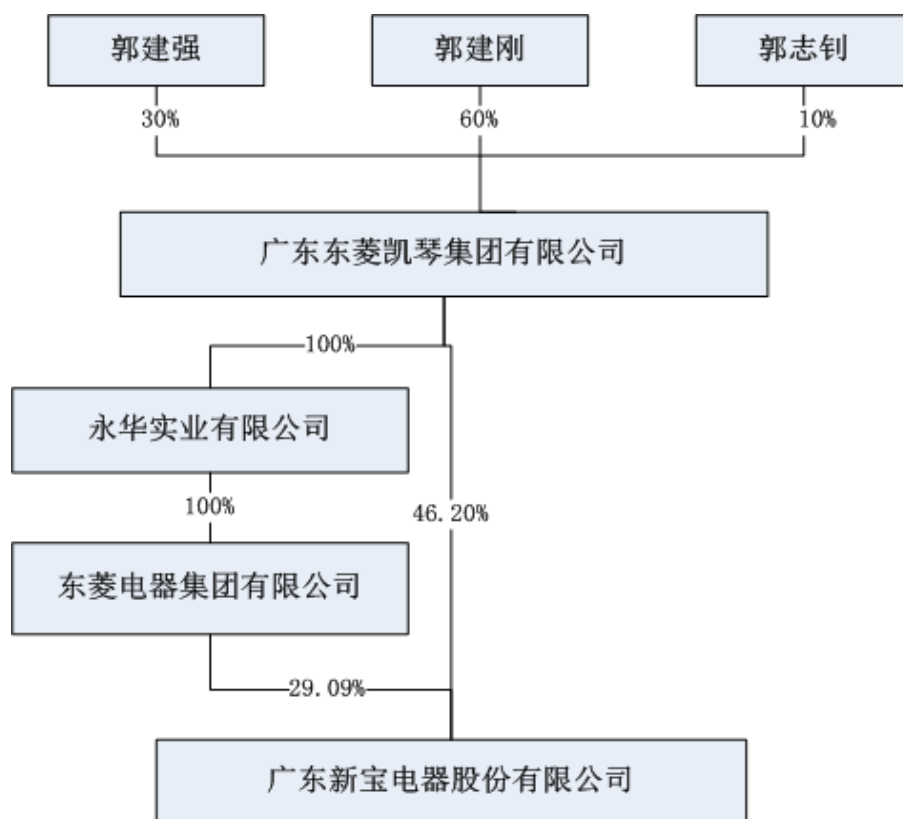 郭建强
郭建刚
郭志钊
30%
60%
10%
广东东菱凯琴集团有限公司
100%
永华实业有限公司
100%
46.20%
东菱电器集团有限公司
29.09%
广东新宝电器股份有限公司